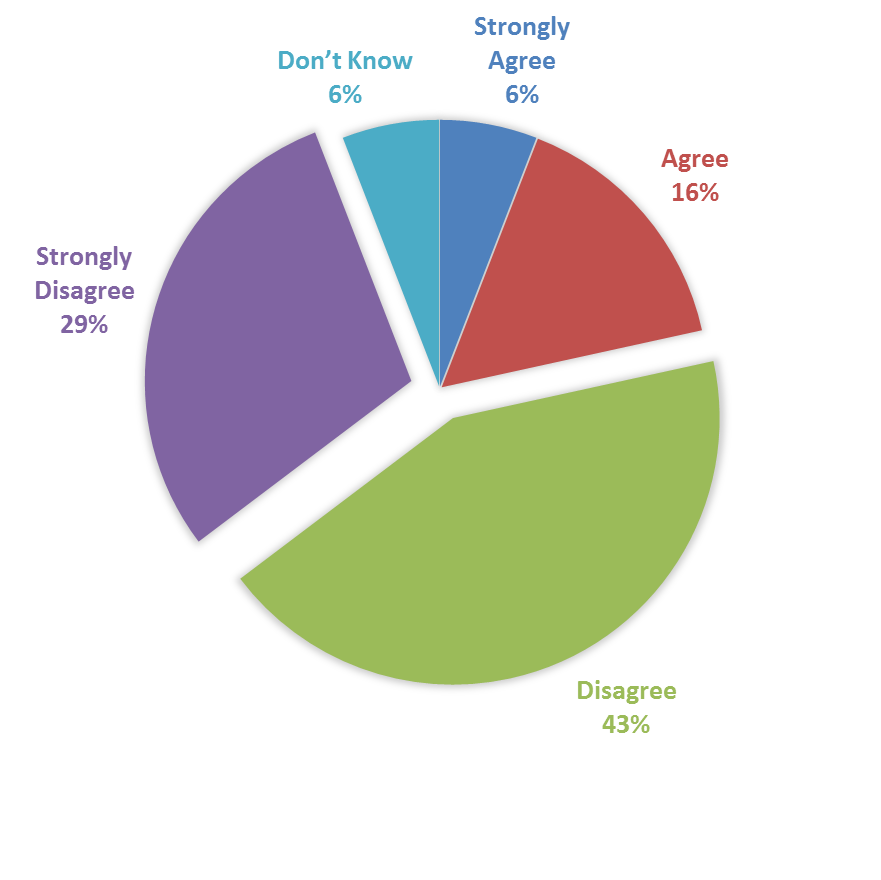 Strongly
Agree
6%
Agree
16%
Disagree
43%
Strongly
Disagree
29%
Don’t Know
6%